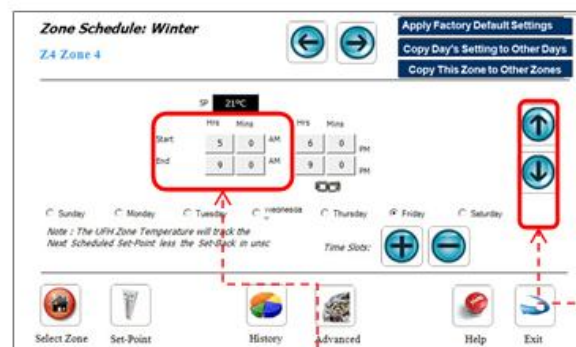 Zone Schedule: Winter
Apply Factory Default Settings
Z4 Zone 4
Copy Day's Setting to Other Days
Copy This Zone to Other Zones
SP 21°C
Hrs Mins Hrs Mins
Start 5 0 AM 6 0 PM
End 9 0 AM 9 0 PM
Sunday Monday Tuesday Wednesda Thursday Friday Saturday
y
Note : The UFH Zone Temperature will track the
Next Scheduled Set-Point less the Set-Back in unsc
Time Slots:
Select Zone Set-Point History Advanced Help Exit